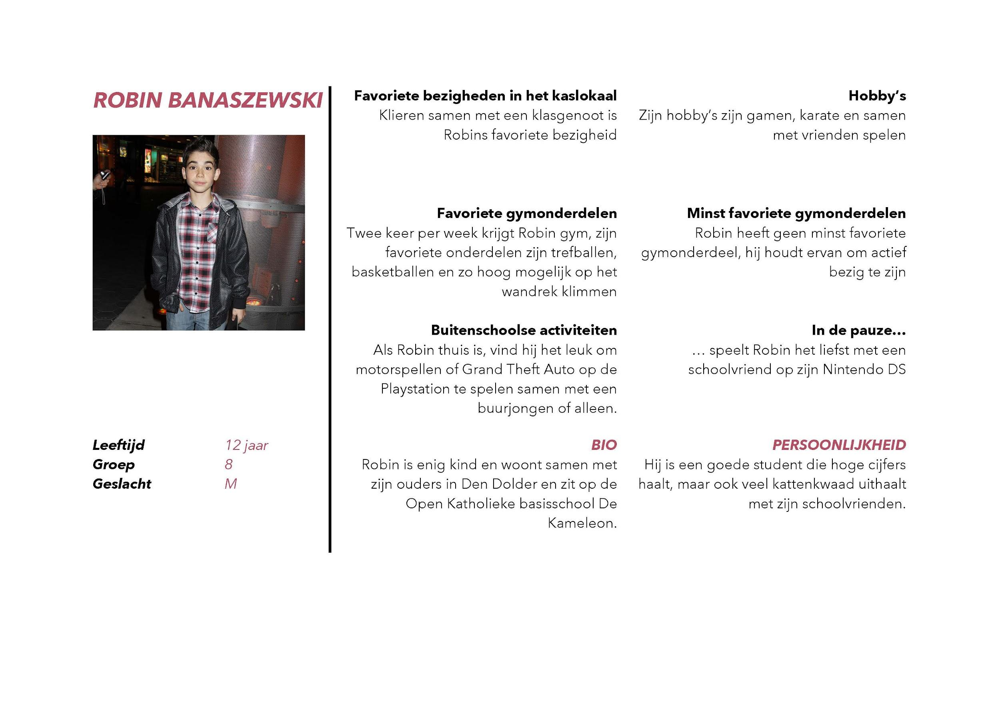 ROBIN BANASZEWSKI
Leeftijd 12 jaar
Groep 8
Geslacht M
Favoriete bezigheden in het kaslokaal
Klieren samen met een klasgenoot is
Robins favoriete bezigheid
Hobby's
Zijn hobby's zijn gamen, karate en samen
met vrienden spelen
Favoriete gymonderdelen
Twee keer per week krijgt Robin gym, zijn
favoriete onderdelen zijn trefballen,
basketballen en zo hoog mogelijk op het
wandrek klimmen
Minst favoriete gymonderdelen
Robin heeft geen minst favoriete
gymonderdeel, hij houdt ervan om actief
bezig te zijn
Buitenschoolse activiteiten
Als Robin thuis is, vind hij het leuk om
motorspellen of Grand Theft Auto op de
Playstation te spelen samen met een
buurjongen of alleen.
In de pauze...
... speelt Robin het liefst met een
schoolvriend op zijn Nintendo DS
BIO
Robin is enig kind en woont samen met
zijn ouders in Den Dolder en zit op de
Open Katholieke basisschool De
Kameleon.
PERSOONLIJKHEID
Hij is een goede student die hoge cijfers
haalt, maar ook veel kattenkwaad uithaalt
met zijn schoolvrienden.